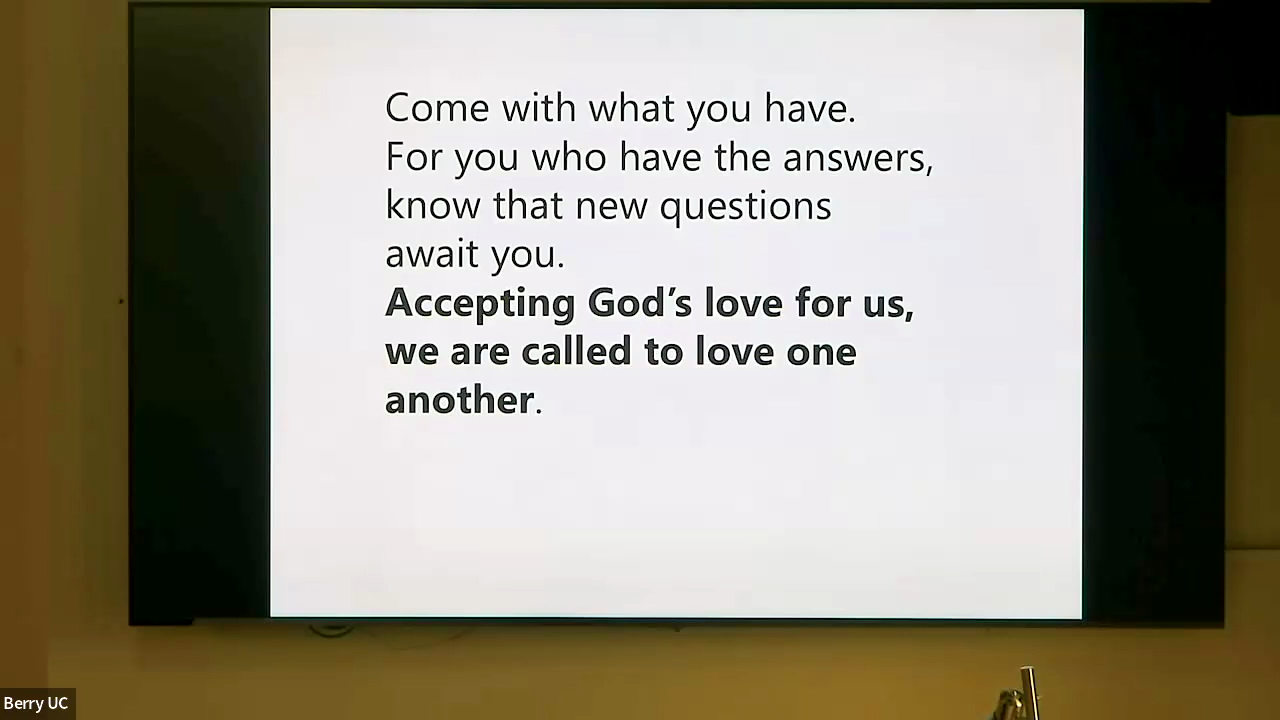 Come with what you have.
For you who have the answers,
know that new questions
await you.
Accepting God’s love for us,
we are called to love one
another.
Berry UC